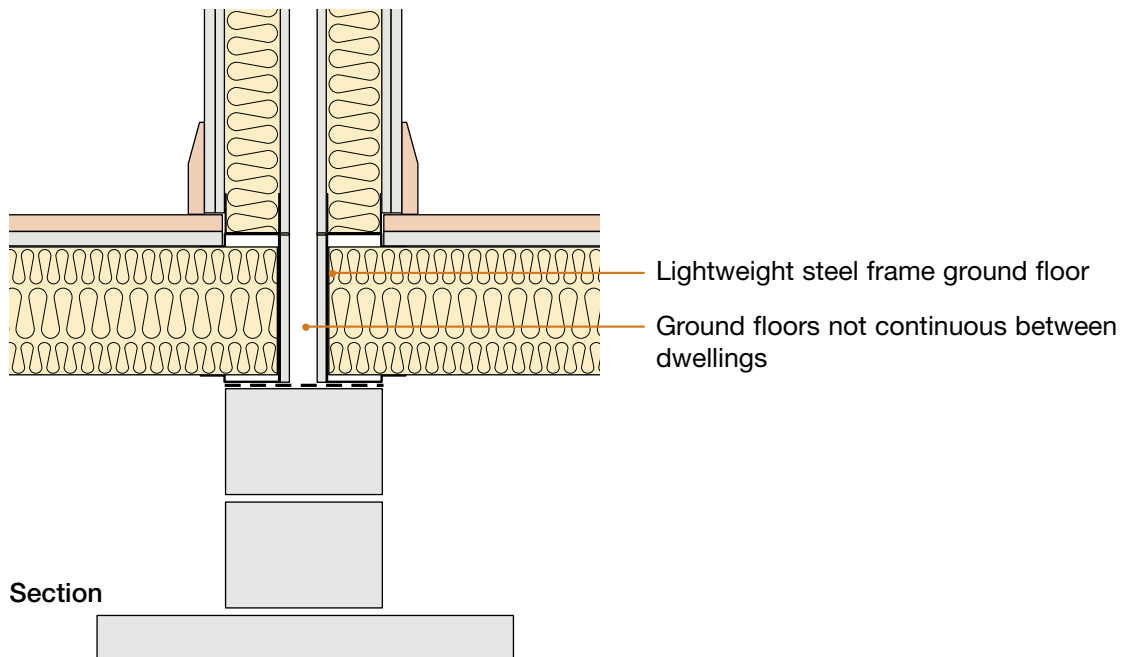 Lightweight steel frame ground floor
Ground floors not continuous between
dwellings
Section